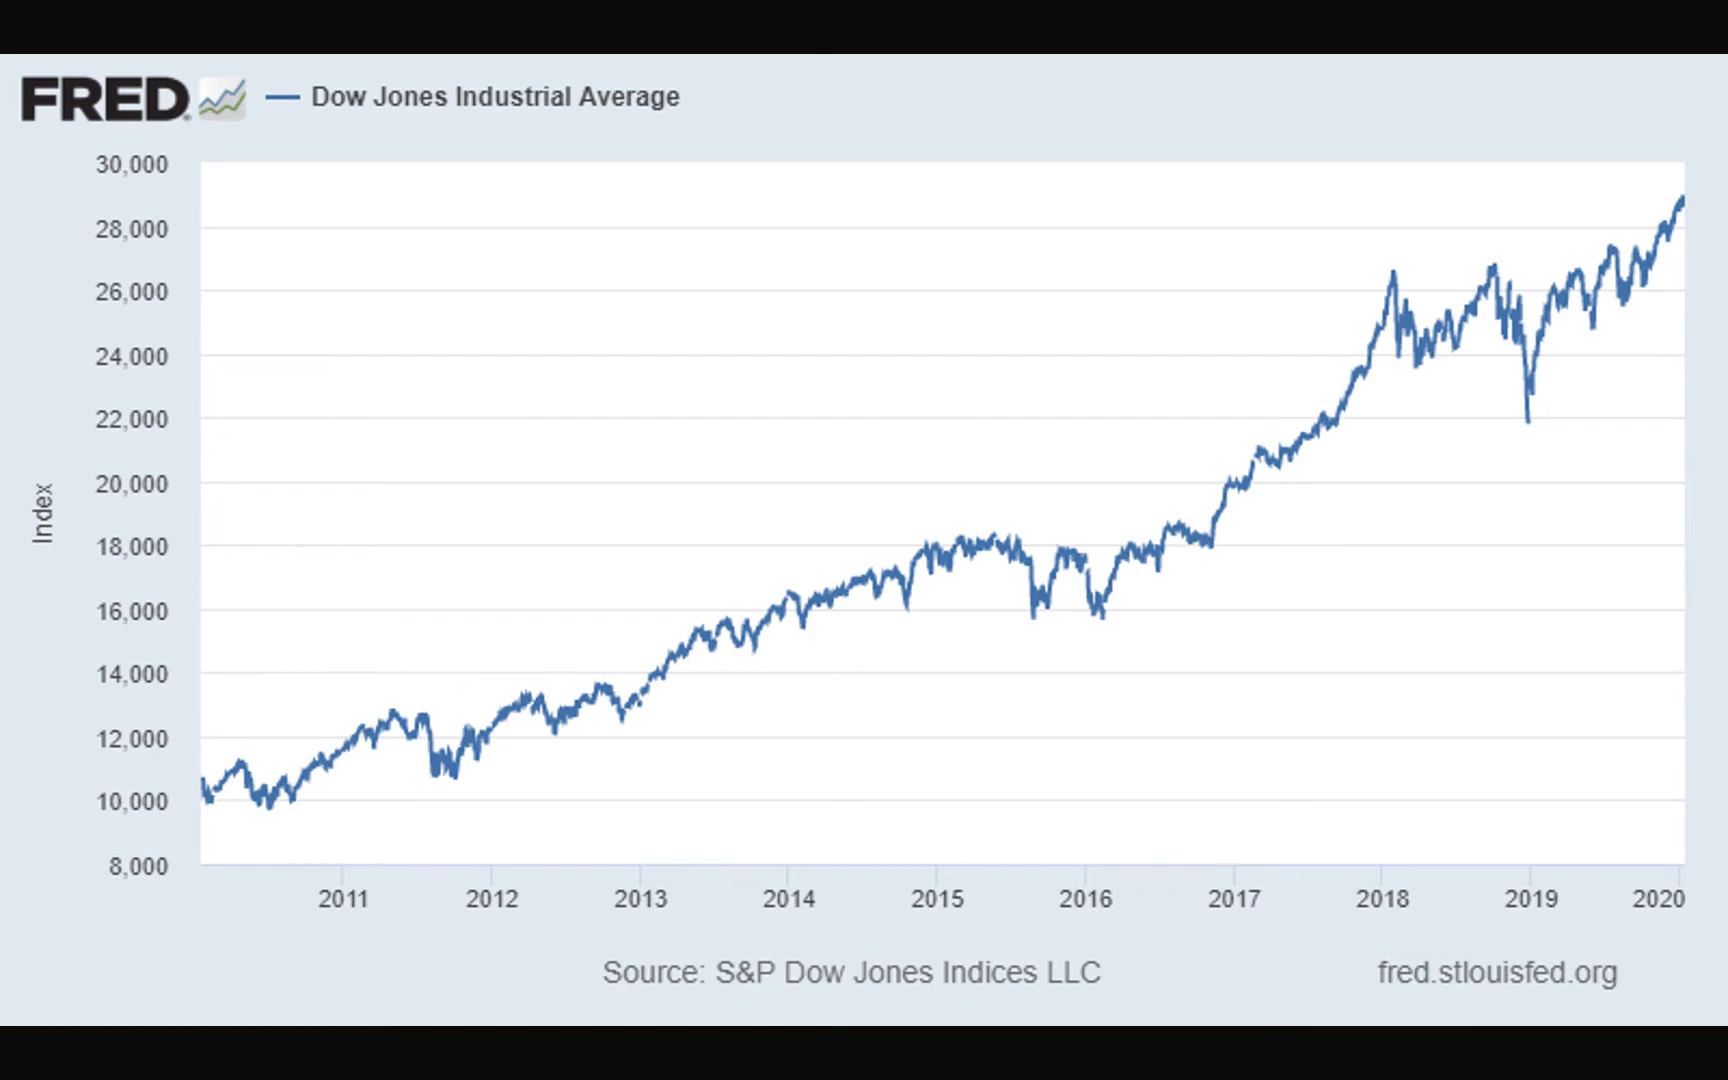 FRED
Dow Jones Industrial Average
30,000
28,000
26,000
24,000
22,000
20,000
18,000
16,000
14,000
12,000
10,000
8,000
Index
2011 2012 2013 2014 2015 2016 2017 2018 2019 2020
Source: S&P Dow Jones Indices LLC
fred.stlouisfed.org